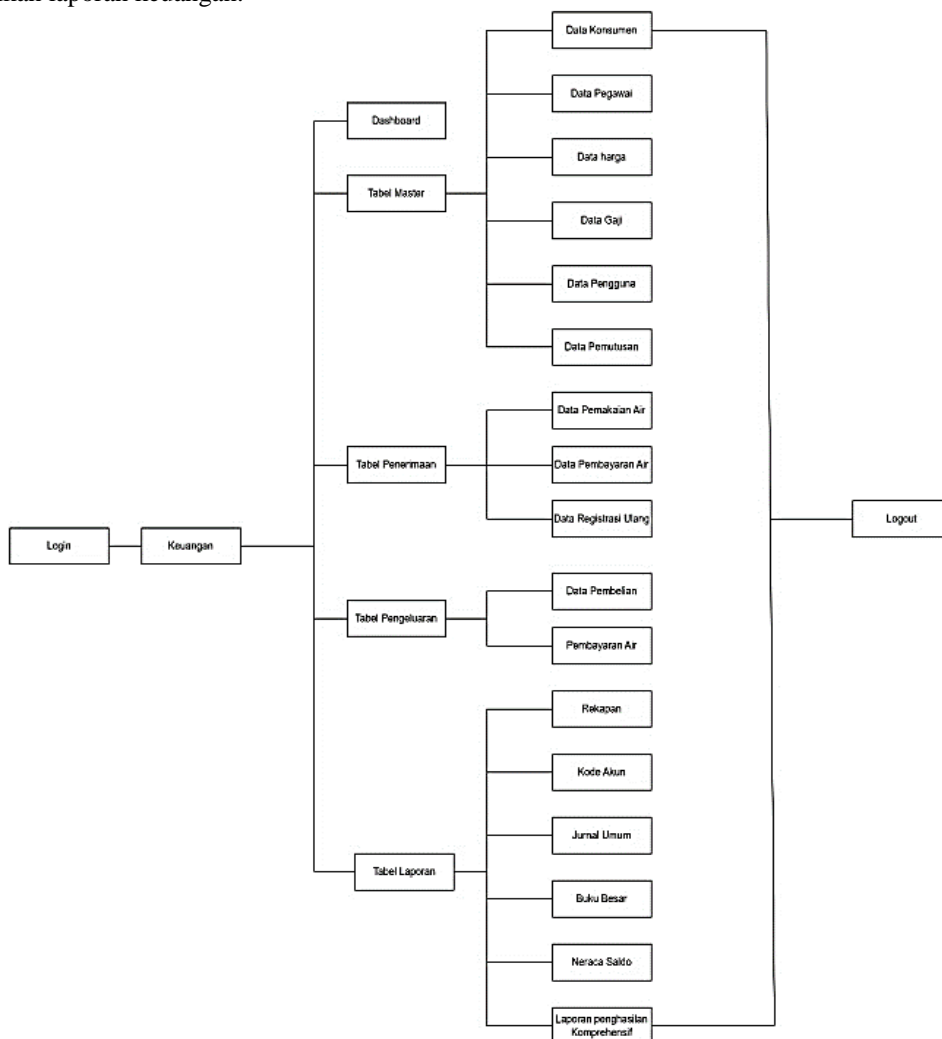 laporan keuangan.
Data Konsumen
Data Pegawai
Dashboard
Data harga
Tabel Master
Data Gaji
Data Pengguna
Data Pemutusan
Data Pemakaian Air
Tabel Penerimaan
Data Pembayaran Air
Data Registrasi Ulang
Logout
Login
Keuangan
Data Pembelian
Tabel Pengeluaran
Pembayaran Air
Rekapan
Kode Akun
Jurnal Umum
Tabel Laporan
Buku Besar
Neraca Saldo
Laporan penghasilan
Komprehensif